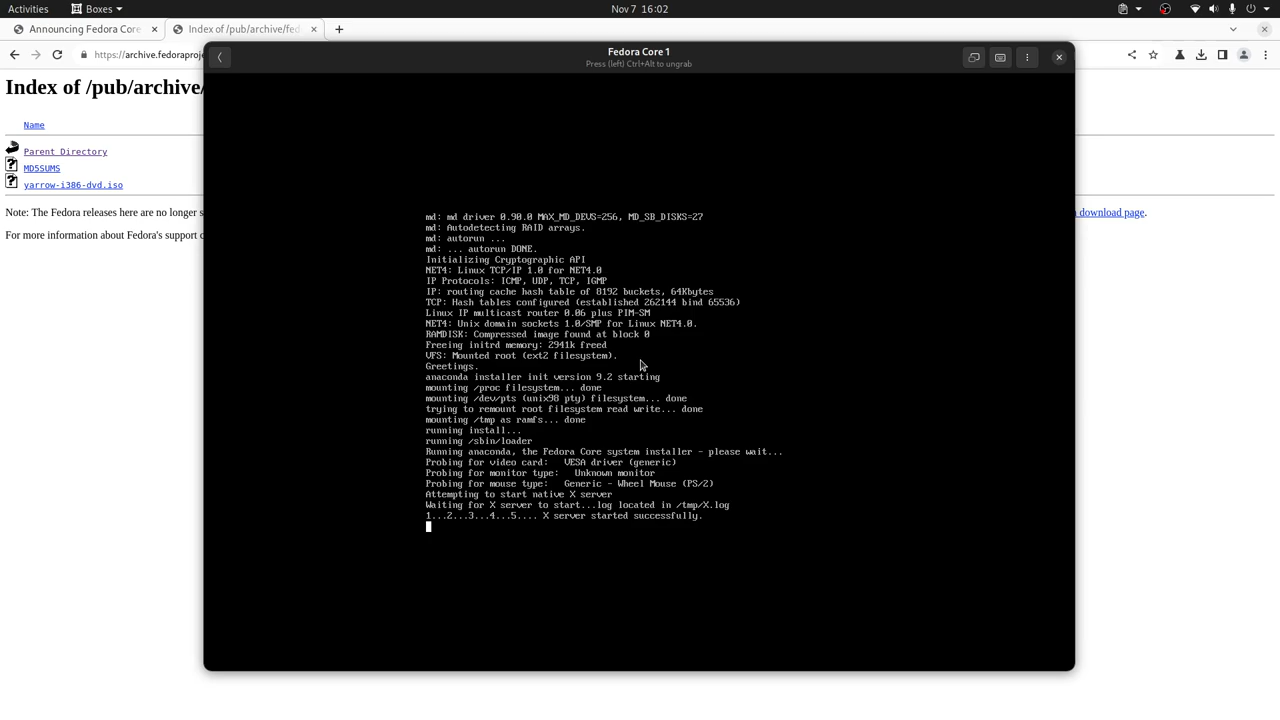 Activities
Boxes
Nov 7 16:02
Announcing Fedora Core
Index of /pub/archive/fed
https://archive.fedoraproj
Fedora Core 1
Press (left) Ctrl+Alt to ungrab
Index of /pub/archive/
Name
Parent Directory
MD5SUMS
yarrow-i386-dvd.iso
Note: The Fedora releases here are no longer s
download page.
For more information about Fedora's support c
md: md driver 0.90.0 MAX_MD_DEVS=256, MD_SB_DISKS=27
md: Autodetecting RAID arrays.
md: autorun ...
md: ... autorun DONE.
Initializing Cryptographic API
NET4: Linux TCP/IP 1.0 for NET4.0
IP Protocols: ICMP, UDP, TCP, IGMP
IP: routing cache hash table of 8192 buckets, 64Kbytes
TCP: Hash tables configured (established 262144 bind 65536)
Linux IP multicast router 0.06 plus PIM-SM
NET4: Unix domain sockets 1.0/SMP for Linux NET4.0.
RAMDISK: Compressed image found at block 0
Freeing initrd memory: 2941k freed
VFS: Mounted root (ext2 filesystem).
Greetings.
anaconda installer init version 9.2 starting
mounting /proc filesystem... done
mounting /dev/pts (unix98 pty) filesystem... done
trying to remount root filesystem read write... done
mounting /tmp as ramfs... done
running install...
running /sbin/loader
Running anaconda, the Fedora Core system installer - please wait...
Probing for video card:   VESA driver (generic)
Probing for monitor type:   Unknown monitor
Probing for mouse type:   Generic - Wheel Mouse (PS/2)
Attempting to start native X server
Waiting for X server to start...log located in /tmp/X.log
1...2...3...4...5.... X server started successfully.